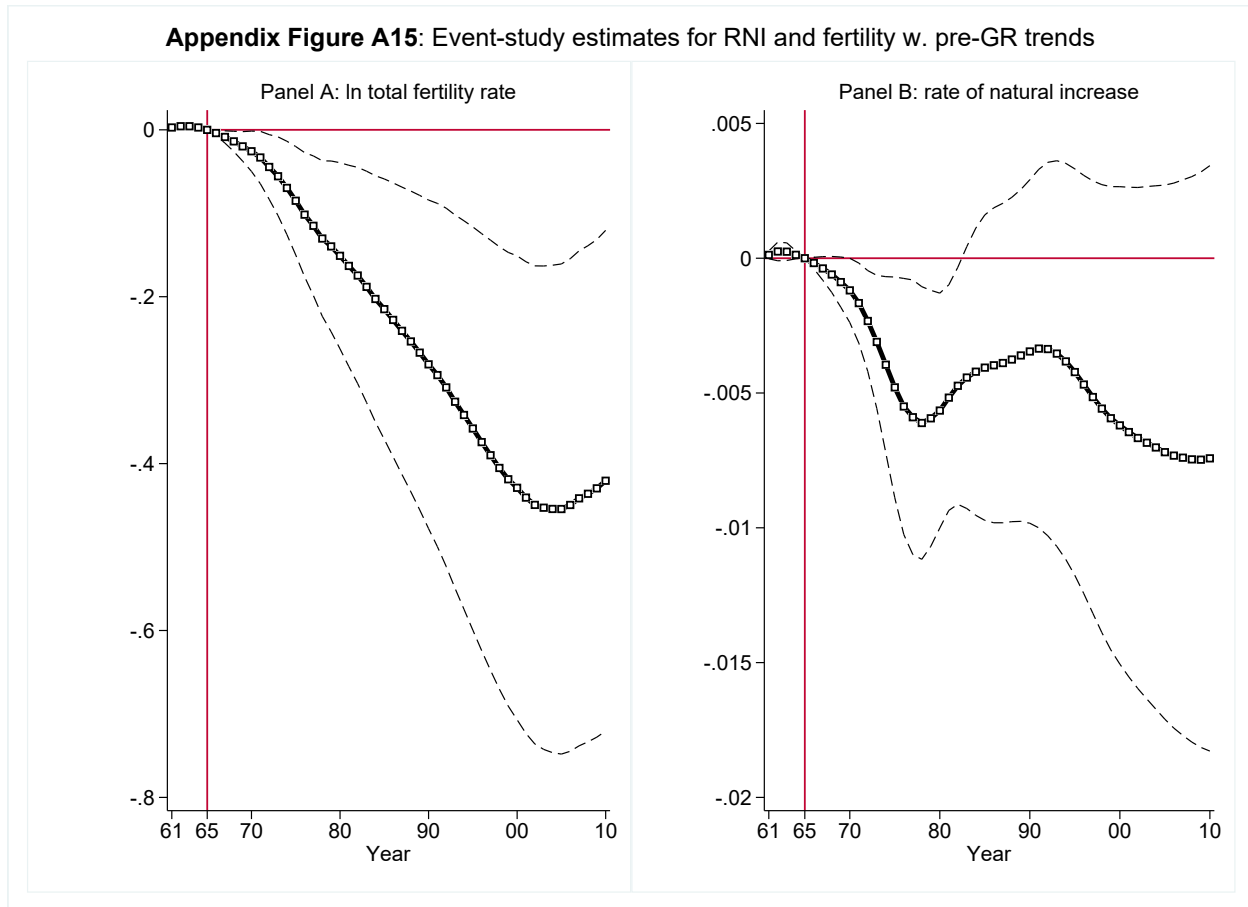 Appendix Figure A15: Event-study estimates for RNI and fertility w. pre-GR trends
Panel A: ln total fertility rate
0
-.2
-.4
-.6
-.8
61 65 70 80 90 00 10
Year
Panel B: rate of natural increase
.005
0
-.005
-.01
-.015
-.02
61 65 70 80 90 00 10
Year